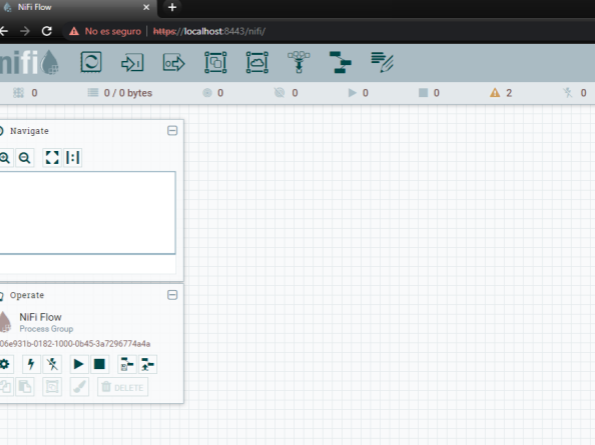 NiFi Flow
No es seguro | https://localhost:8443/nifi/
nifi
0 0 / 0 bytes 0 0 0 0 2 0
Navigate
Operate
NiFi Flow
Process Group
06e931b-0182-1000-0b45-3a7296774a4a
DELETE